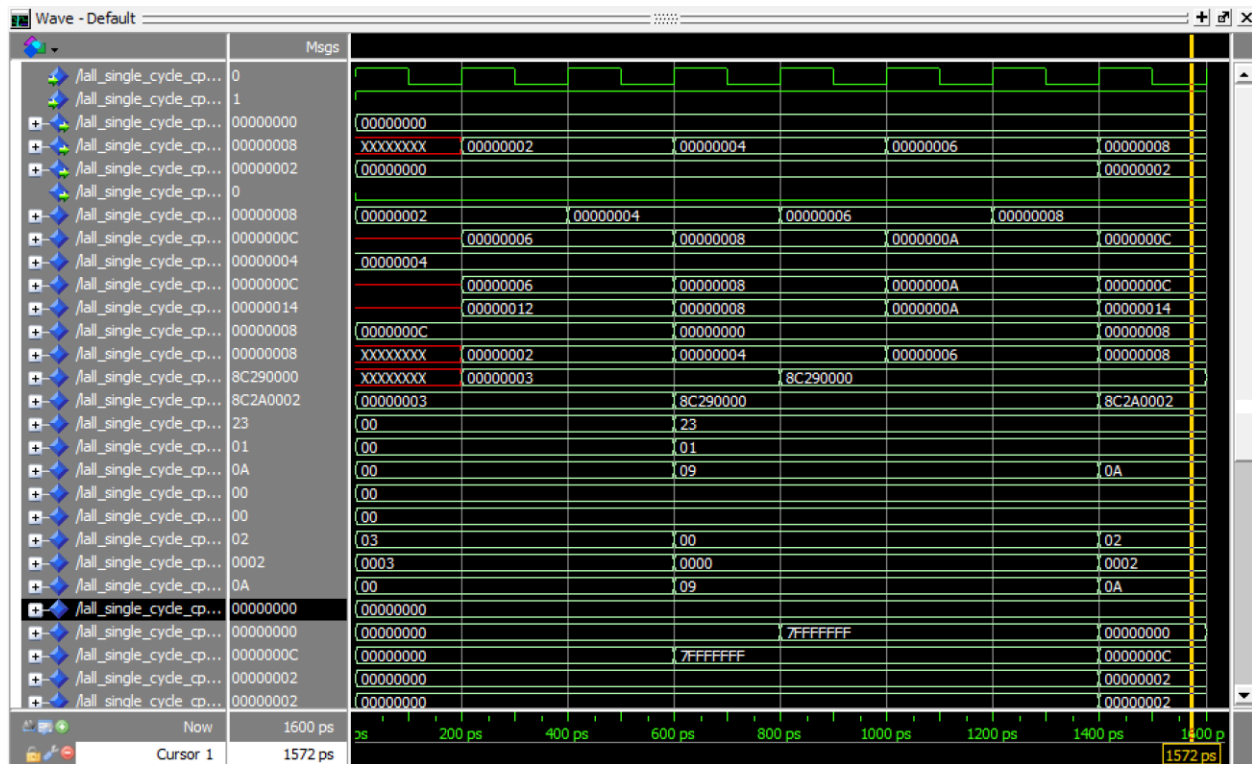 Wave - Default
Msgs
/lall_single_cycle_cp... 0
/lall_single_cycle_cp... 1
/lall_single_cycle_cp... 00000000 00000000
/lall_single_cycle_cp... 00000008 XXXXXXXX 00000002 00000004 00000006 00000008
/lall_single_cycle_cp... 00000002 00000000 00000002
/lall_single_cycle_cp... 0
/lall_single_cycle_cp... 00000008 00000002 00000004 00000006 00000008
/lall_single_cycle_cp... 0000000C 00000006 00000008 0000000A 0000000C
/lall_single_cycle_cp... 00000004 00000004
/lall_single_cycle_cp... 0000000C 00000006 00000008 0000000A 0000000C
/lall_single_cycle_cp... 00000014 00000012 00000008 0000000A 00000014
/lall_single_cycle_cp... 00000008 0000000C 00000000 00000008
/lall_single_cycle_cp... 00000008 XXXXXXXX 00000002 00000004 00000006 00000008
/lall_single_cycle_cp... 8C290000 XXXXXXXX 00000003 8C290000
/lall_single_cycle_cp... 8C2A0002 00000003 8C290000 8C2A0002
/lall_single_cycle_cp... 23 00 23
/lall_single_cycle_cp... 01 00 01
/lall_single_cycle_cp... 0A 00 09 0A
/lall_single_cycle_cp... 00 00
/lall_single_cycle_cp... 00 00
/lall_single_cycle_cp... 02 03 00 02
/lall_single_cycle_cp... 0002 0003 0000 0002
/lall_single_cycle_cp... 0A 00 09 0A
/lall_single_cycle_cp... 00000000 00000000
/lall_single_cycle_cp... 00000000 00000000 7FFFFFFF 00000000
/lall_single_cycle_cp... 0000000C 00000000 7FFFFFFF 0000000C
/lall_single_cycle_cp... 00000002 00000000 00000002
/lall_single_cycle_cp... 00000002 00000000 00000002
Now 1600 ps ps 200 ps 400 ps 600 ps 800 ps 1000 ps 1200 ps 1400 ps 1600 p
Cursor 1 1572 ps 1572 ps